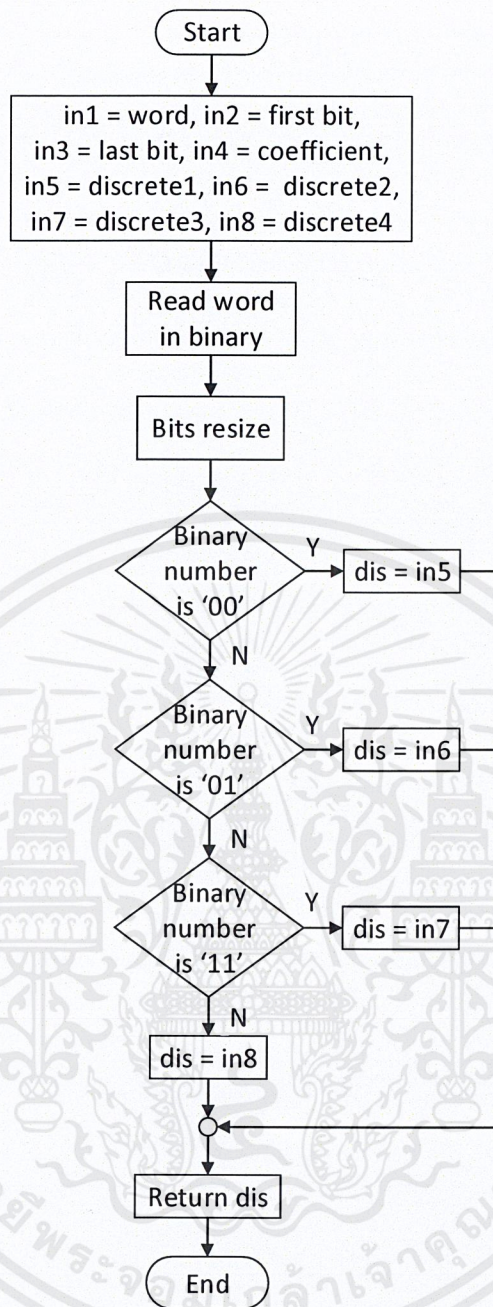 Start
in1 = word, in2 = first bit,
in3 = last bit, in4 = coefficient,
in5 = discrete1, in6 = discrete2,
in7 = discrete3, in8 = discrete4
Read word
in binary
Bits resize
Binary
number
is ‘00’
Y
dis = in5
N
Binary
number
is ‘01’
Y
dis = in6
N
Binary
number
is ‘11’
Y
dis = in7
N
dis = in8
Return dis
End